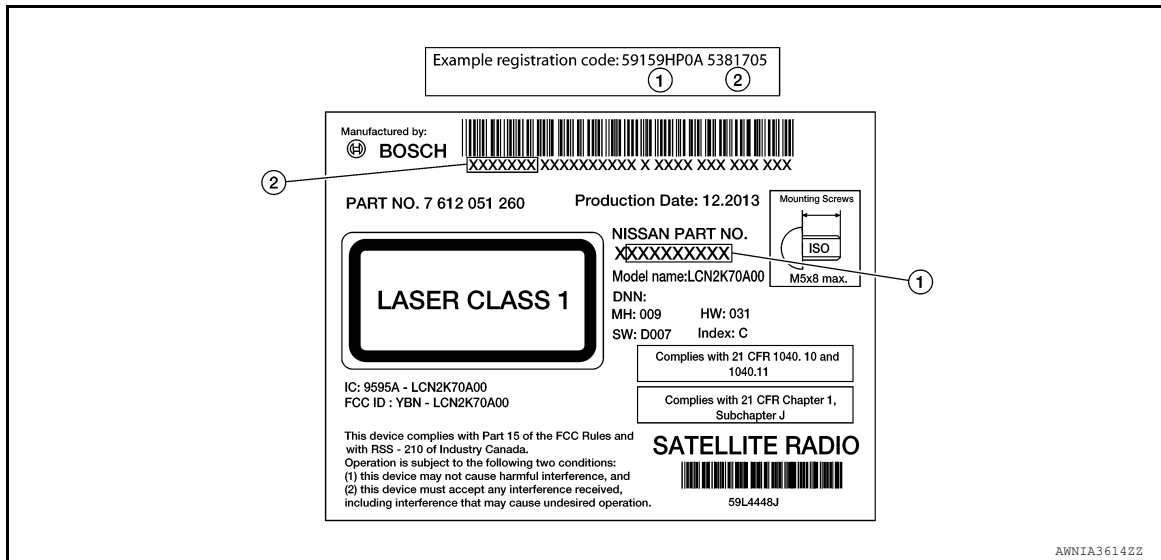 Example registration code: 59159HP0A 5381705
1 2
Manufactured by:
BOSCH
XXXXXXX XXXXXXXXXX X XXXX XXX XXX XXX
2
PART NO. 7 612 051 260
Production Date: 12.2013
Mounting Screws
ISO
M5x8 max.
NISSAN PART NO.
XXXXXXXXXX
1
Model name:LCN2K70A00
LASER CLASS 1
DNN:
MH: 009 HW: 031
SW: D007 Index: C
Complies with 21 CFR 1040. 10 and
1040.11
IC: 9595A - LCN2K70A00
FCC ID : YBN - LCN2K70A00
Complies with 21 CFR Chapter 1,
Subchapter J
This device complies with Part 15 of the FCC Rules and
with RSS - 210 of Industry Canada.
Operation is subject to the following two conditions:
(1) this device may not cause harmful interference, and
(2) this device must accept any interference received,
including interference that may cause undesired operation.
SATELLITE RADIO
59L4448J
AWNIA3614ZZ